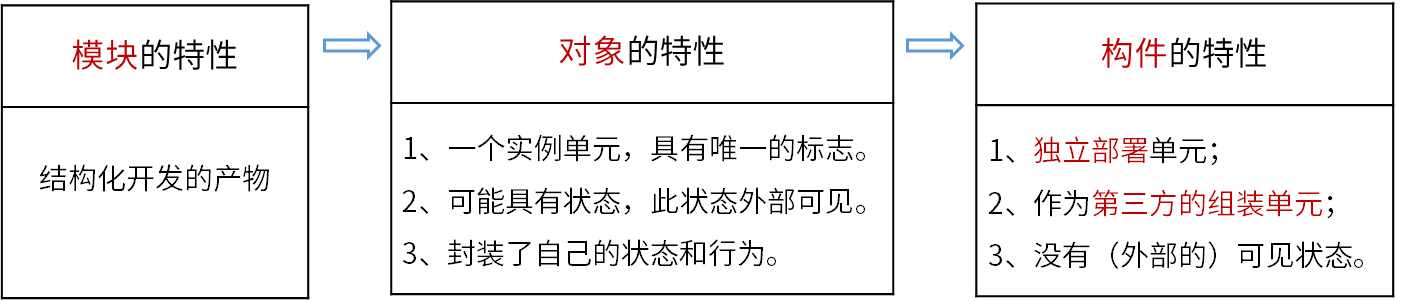 模块的特性
结构化开发的产物
对象的特性
1、一个实例单元，具有唯一的标志。
2、可能具有状态，此状态外部可见。
3、封装了自己的状态和行为。
构件的特性
1、独立部署单元；
2、作为第三方的组装单元；
3、没有（外部的）可见状态。